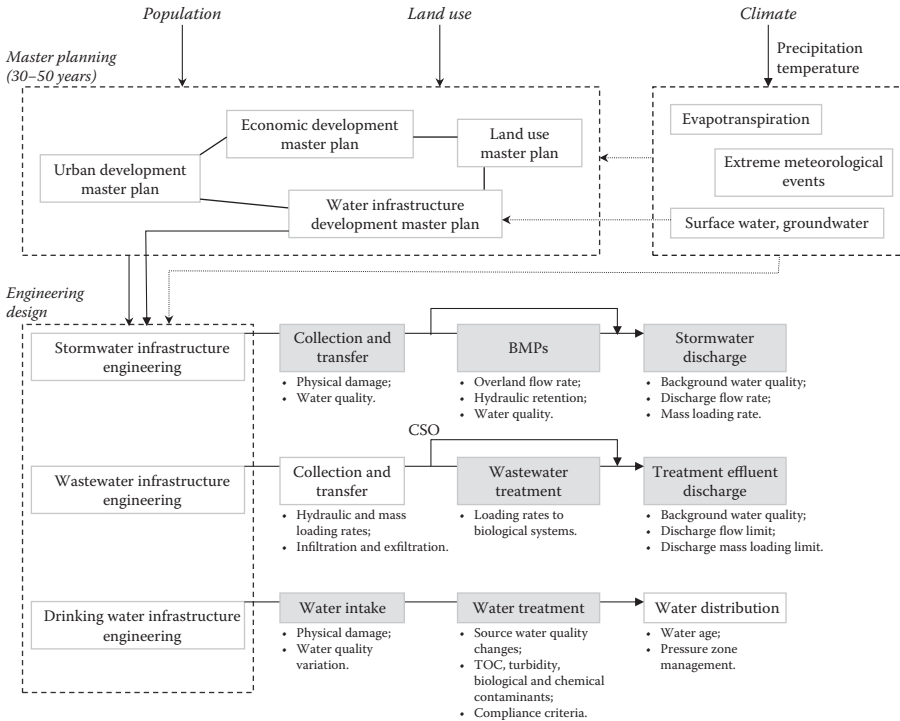 Population
Land use
Climate
Master planning
(30–50 years)
Precipitation
temperature
Economic development
master plan
Land use
master plan
Urban development
master plan
Water infrastructure
development master plan
Evapotranspiration
Extreme meteorological
events
Surface water, groundwater
Engineering
design
Stormwater infrastructure
engineering
Collection and
transfer
• Physical damage;
• Water quality.
BMPs
• Overland flow rate;
• Hydraulic retention;
• Water quality.
Stormwater
discharge
• Background water quality;
• Discharge flow rate;
• Mass loading rate.
CSO
Wastewater infrastructure
engineering
Collection and
transfer
• Hydraulic and mass
loading rates;
• Infiltration and exfiltration.
Wastewater
treatment
• Loading rates to
biological systems.
Treatment effluent
discharge
• Background water quality;
• Discharge flow limit;
• Discharge mass loading limit.
Drinking water infrastructure
engineering
Water intake
• Physical damage;
• Water quality
variation.
Water treatment
• Source water quality
changes;
• TOC, turbidity,
biological and chemical
contaminants;
• Compliance criteria.
Water distribution
• Water age;
• Pressure zone
management.